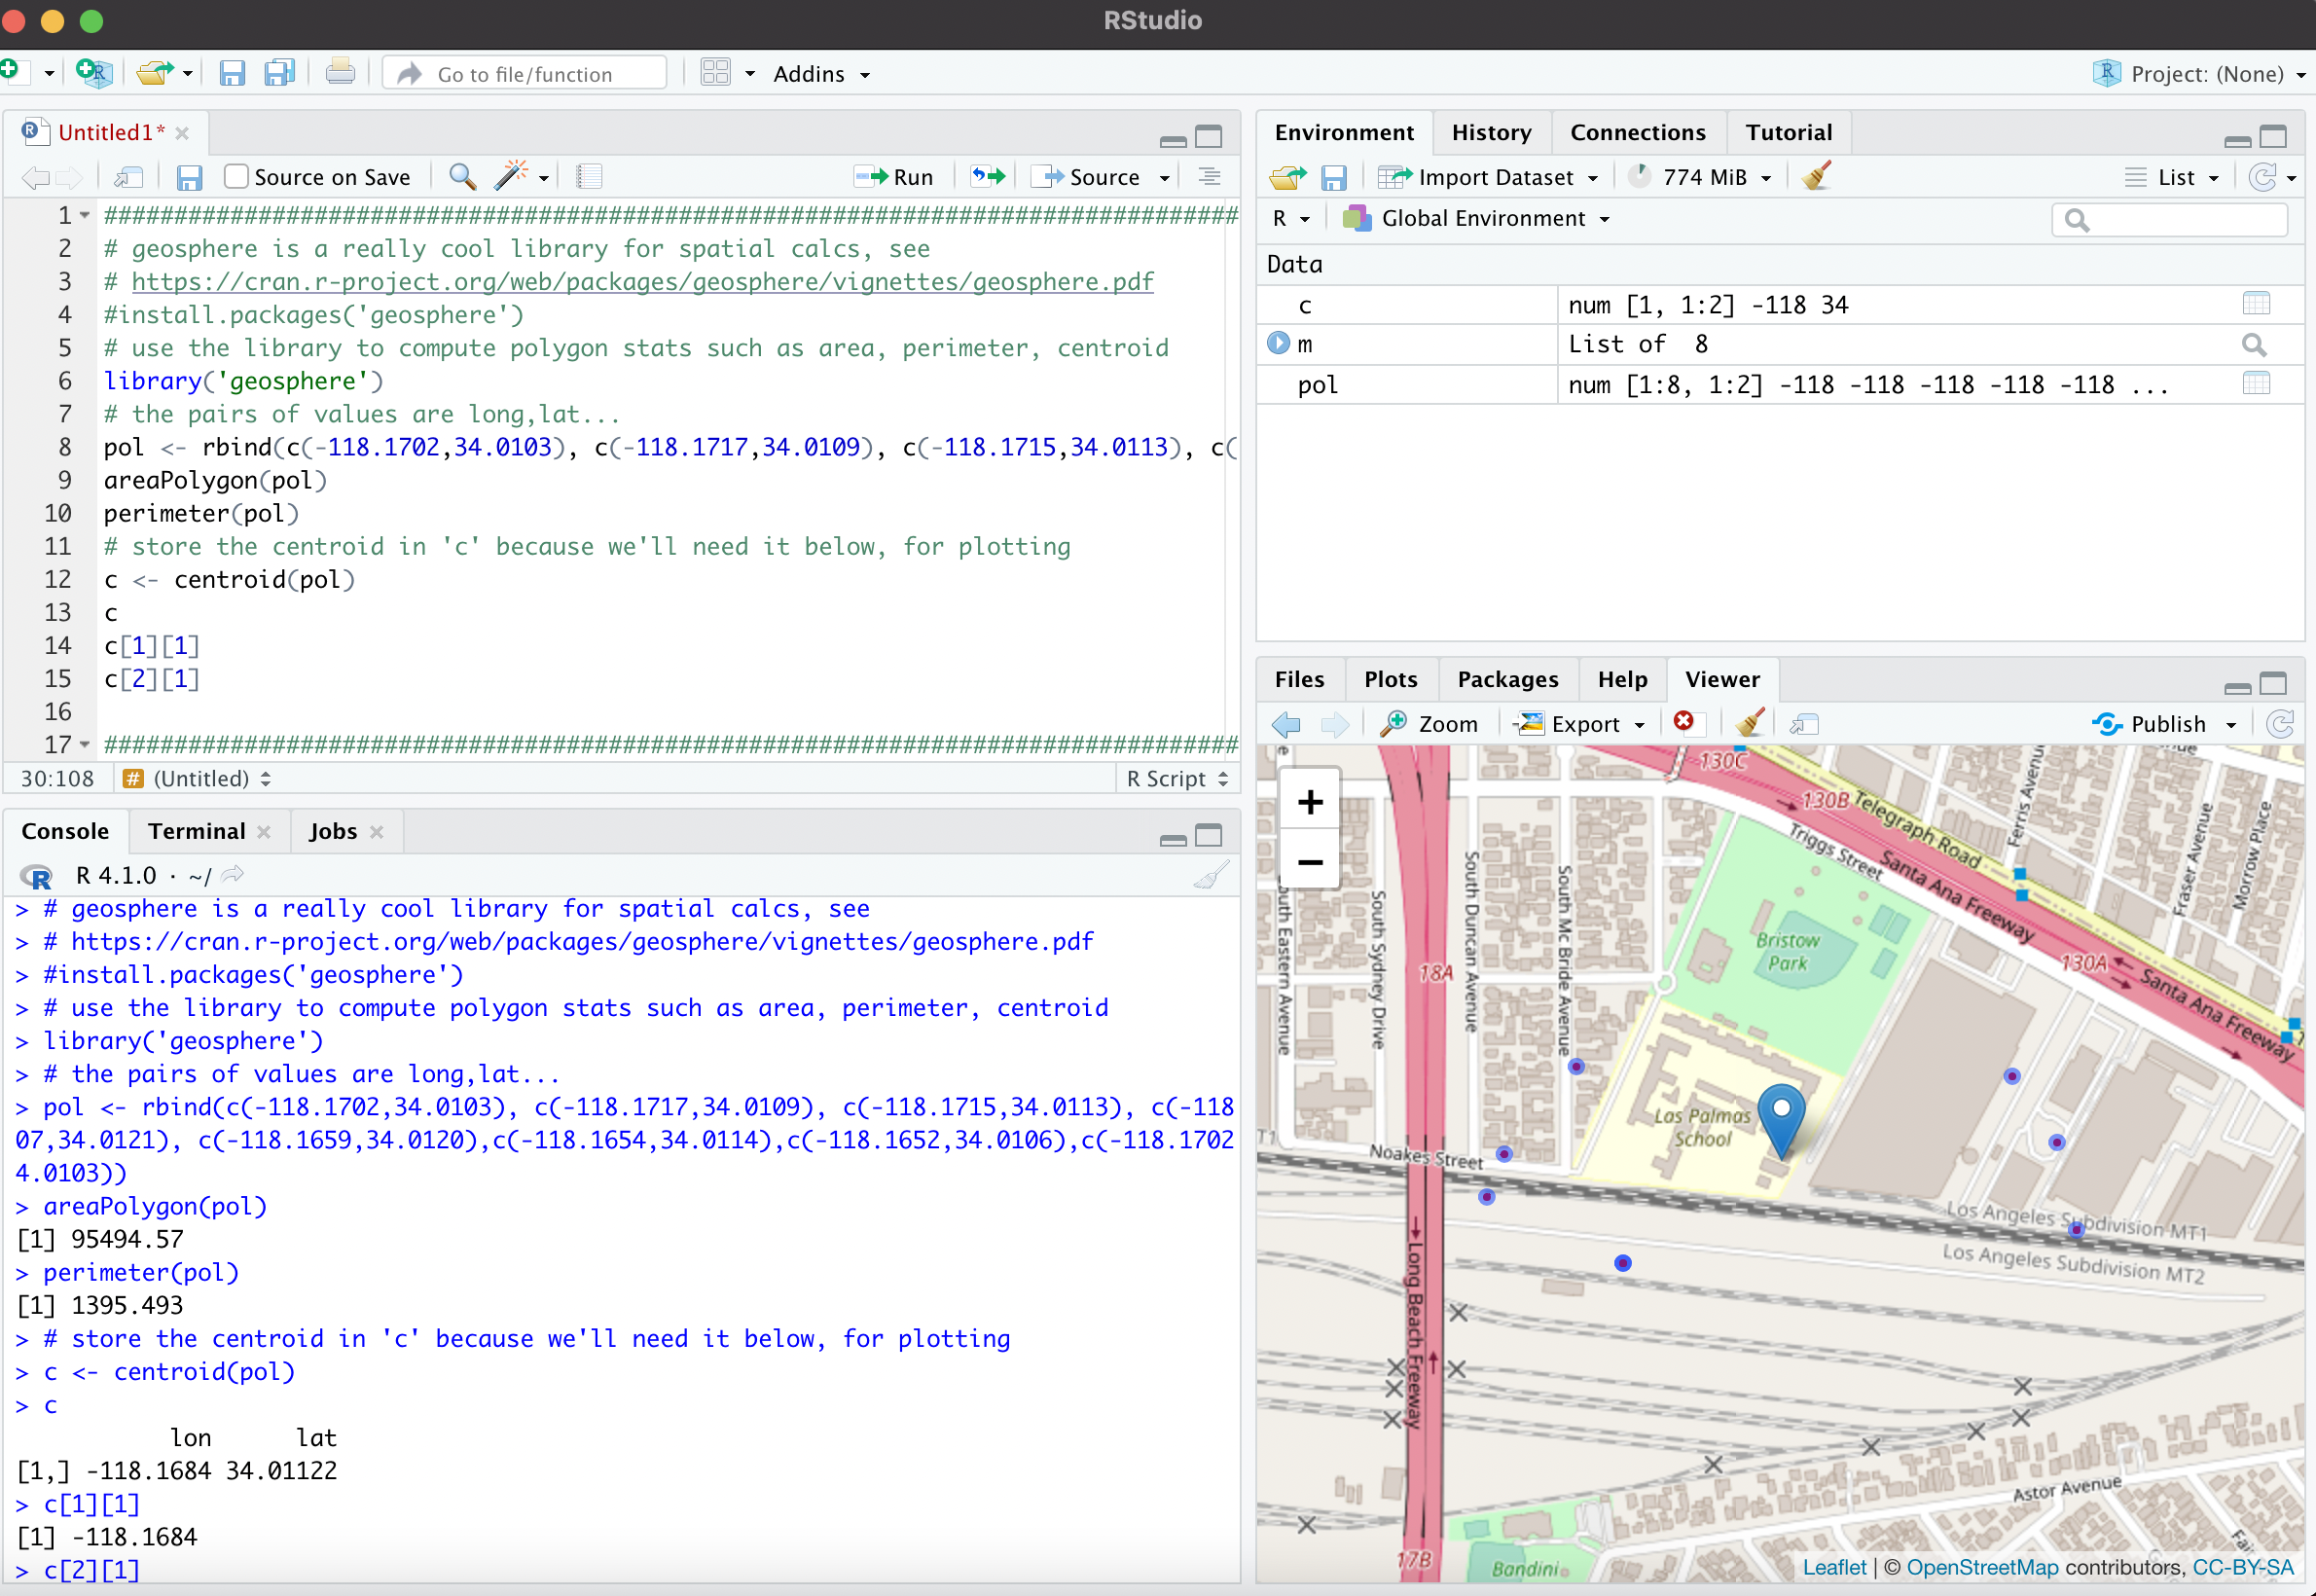 RStudio
Go to file/function
Addins
Project: (None)
Untitled1*
Source on Save
Run
Source
1 ##################################################################################
2 # geosphere is a really cool library for spatial calcs, see
3 # https://cran.r-project.org/web/packages/geosphere/vignettes/geosphere.pdf
4 #install.packages('geosphere')
5 # use the library to compute polygon stats such as area, perimeter, centroid
6 library('geosphere')
7 # the pairs of values are long,lat...
8 pol <- rbind(c(-118.1702,34.0103), c(-118.1717,34.0109), c(-118.1715,34.0113), c(
9 areaPolygon(pol)
10 perimeter(pol)
11 # store the centroid in 'c' because we'll need it below, for plotting
12 c <- centroid(pol)
13 c
14 c[1][1]
15 c[2][1]
16
17 ##################################################################################
30:108 # (Untitled) R Script
Console Terminal Jobs
R 4.1.0 · ~/
> # geosphere is a really cool library for spatial calcs, see
> # https://cran.r-project.org/web/packages/geosphere/vignettes/geosphere.pdf
> #install.packages('geosphere')
> # use the library to compute polygon stats such as area, perimeter, centroid
> library('geosphere')
> # the pairs of values are long,lat...
> pol <- rbind(c(-118.1702,34.0103), c(-118.1717,34.0109), c(-118.1715,34.0113), c(-118
07,34.0121), c(-118.1659,34.0120),c(-118.1654,34.0114),c(-118.1652,34.0106),c(-118.1702
4.0103))
> areaPolygon(pol)
[1] 95494.57
> perimeter(pol)
[1] 1395.493
> # store the centroid in 'c' because we'll need it below, for plotting
> c <- centroid(pol)
> c
lon lat
[1,] -118.1684 34.01122
> c[1][1]
[1] -118.1684
> c[2][1]
Environment History Connections Tutorial
Import Dataset 774 MiB List
R Global Environment
Data
c num [1, 1:2] -118 34
m List of 8
pol num [1:8, 1:2] -118 -118 -118 -118 -118 ...
Files Plots Packages Help Viewer
Zoom Export Publish
+
−
130C
130B
Telegraph Road
Ferris Avenu
Triggs Street
Santa Ana Freeway
Fraser Avenue
Morrow Place
South Eastern Avenue
South Sydney Drive
South Duncan Avenue
South Mc Bride Avenue
18A
Bristow
Park
130A
Santa Ana Freeway
Las Palmas
School
T1
Noakes Street
Los Angeles Subdivision MT1
Los Angeles Subdivision MT2
Long Beach Freeway
Astor Avenue
17B
Bandini
Leaflet | © OpenStreetMap contributors, CC-BY-SA